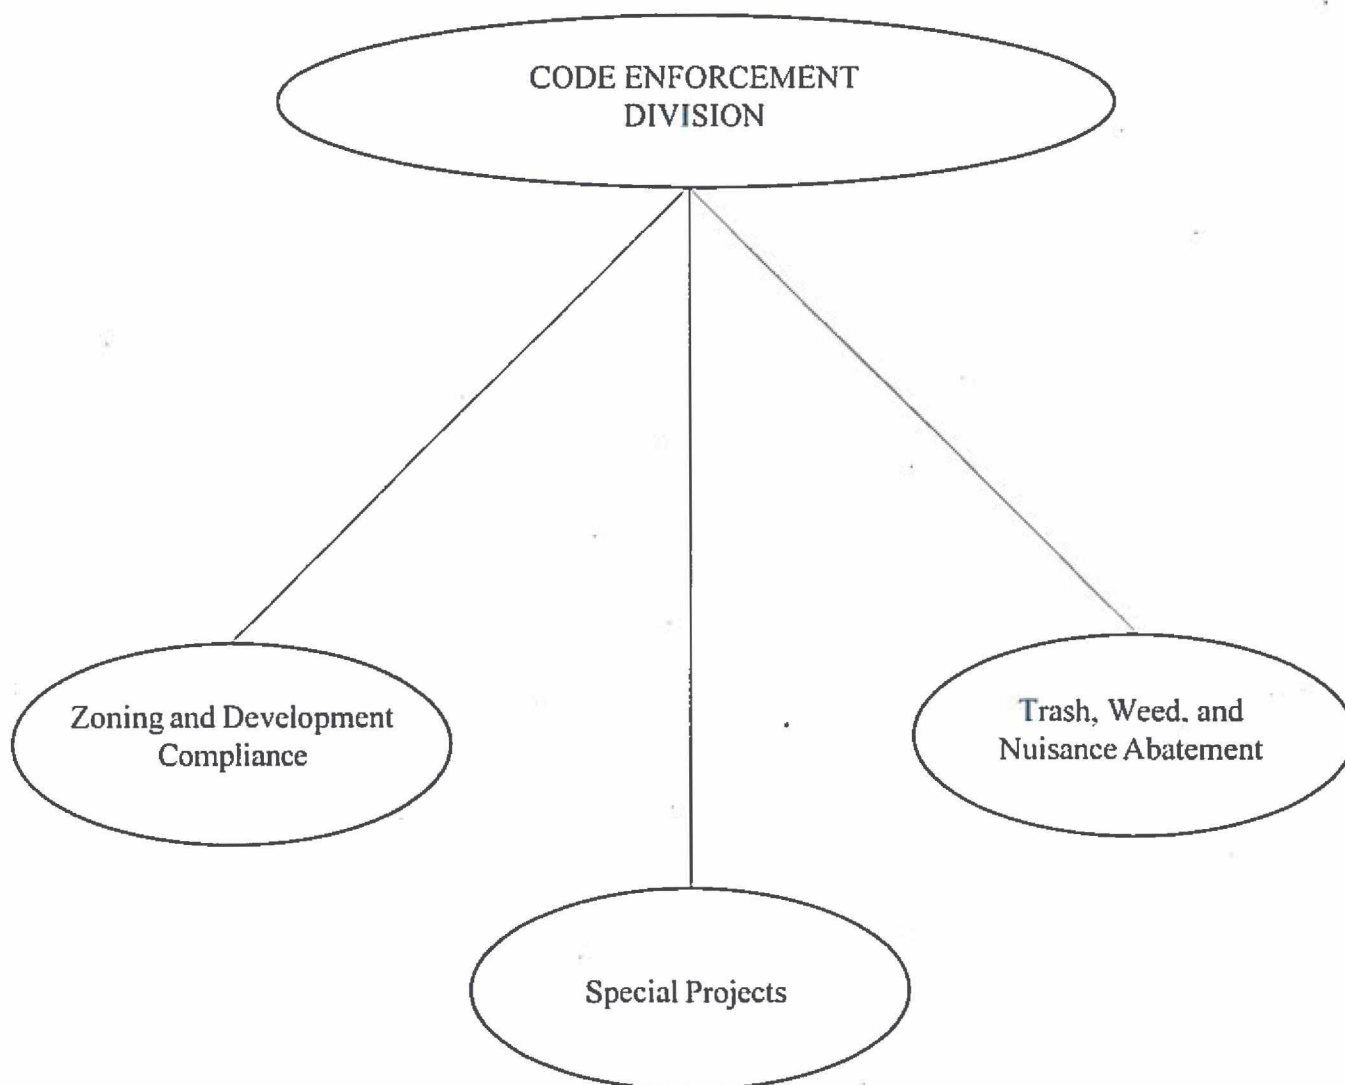 CODE ENFORCEMENT
DIVISION
Zoning and Development
Compliance
Trash, Weed. and
Nuisance Abatement
Special Projects